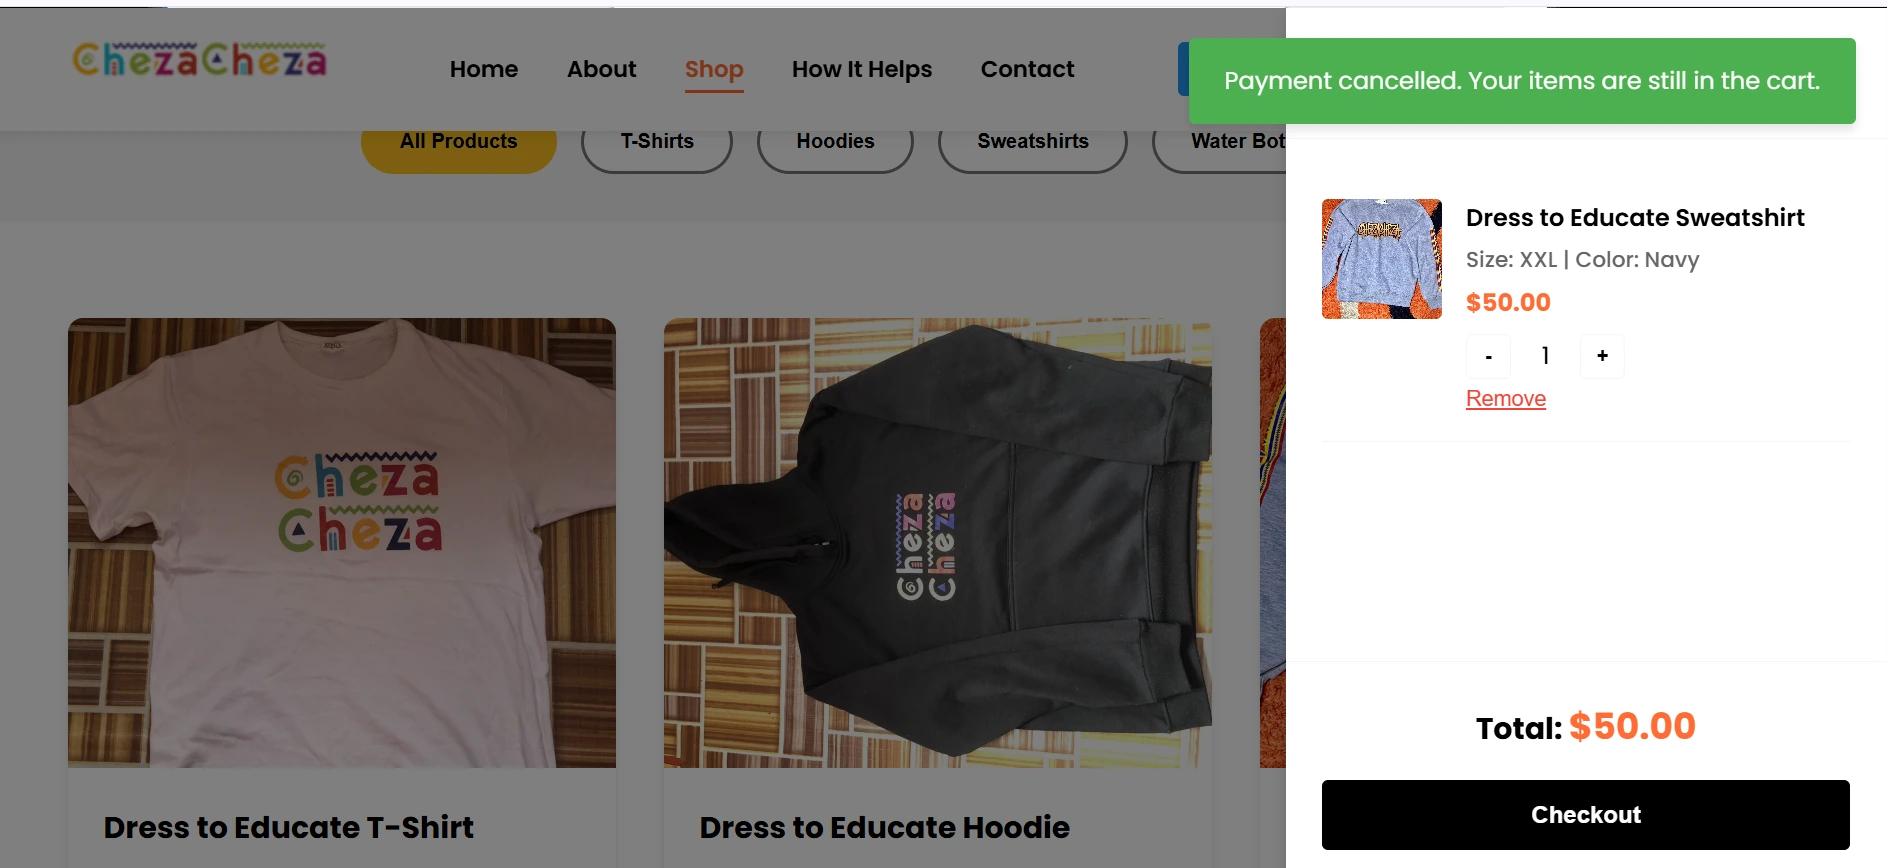 ChezaCheza
Home About Shop How It Helps Contact
Payment cancelled. Your items are still in the cart.
All Products T-Shirts Hoodies Sweatshirts Water Bot
Dress to Educate Sweatshirt
Size: XXL | Color: Navy
$50.00
- 1 +
Remove
Cheza
Cheza
Cheza
Cheza
Total: $50.00
Checkout
Dress to Educate T-Shirt
Dress to Educate Hoodie